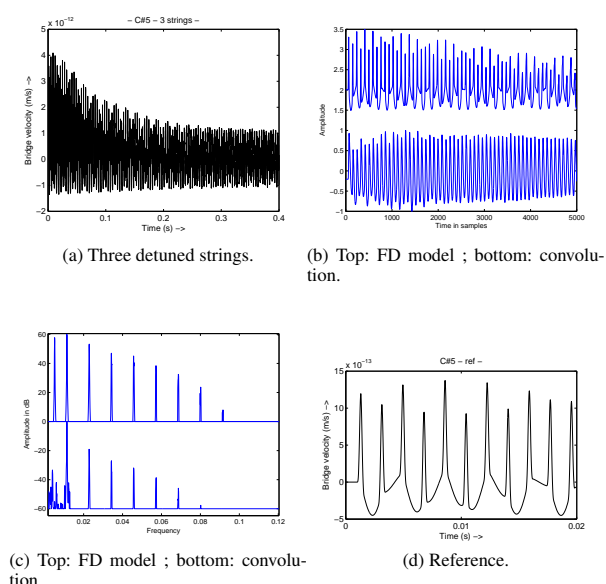 − C#5 − 3 strings −
x 10⁻¹²
5
4
3
2
1
0
−1
−2
0 0.1 0.2 0.3 0.4
Bridge velocity (m/s) −>
Time (s) −>
(a) Three detuned strings.
3.5
3
2.5
2
1.5
1
0.5
0
−0.5
−1
0 1000 2000 3000 4000 5000
Amplitude
Time in samples
(b) Top: FD model ; bottom: convolu-
tion.
60
40
20
0
−20
−40
−60
0.02 0.04 0.06 0.08 0.1 0.12
Amplitude in dB
Frequency
(c) Top: FD model ; bottom: convolu-
tion
C#5 − ref −
x 10⁻¹³
15
10
5
0
−5
0 0.01 0.02
Bridge velocity (m/s) −>
Time (s) −>
(d) Reference.